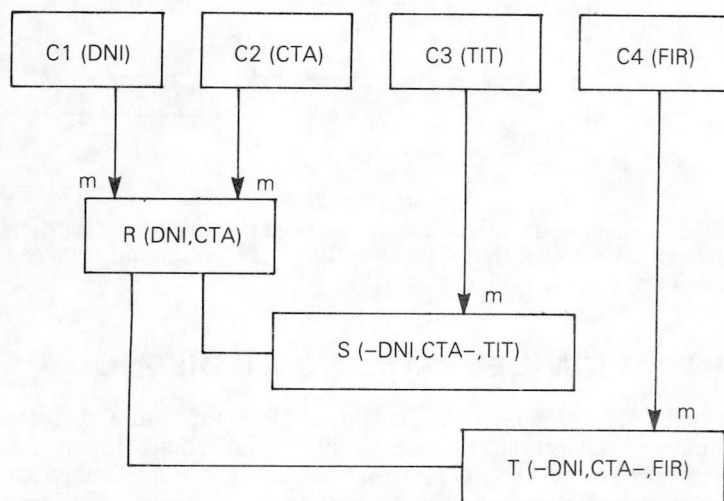 C1 (DNI) C2 (CTA) C3 (TIT) C4 (FIR)
m m
R (DNI,CTA)
m
S (–DNI,CTA–,TIT)
m
T (–DNI,CTA–,FIR)